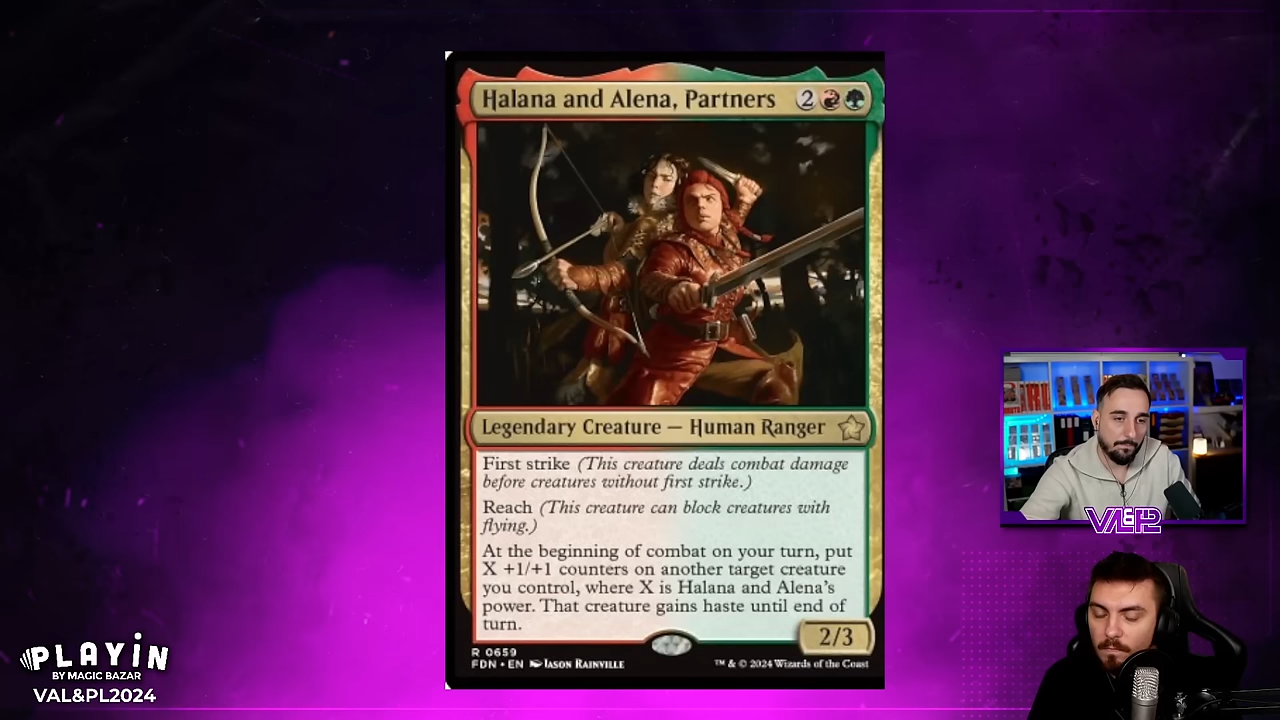 Halana and Alena, Partners 2
Legendary Creature — Human Ranger
First strike (This creature deals combat damage
before creatures without first strike.)
Reach (This creature can block creatures with
flying.)
At the beginning of combat on your turn, put
X +1/+1 counters on another target creature
you control, where X is Halana and Alena's
power. That creature gains haste until end of
turn.
2/3
R 0659
FDN • EN Jason Rainville
™ & © 2024 Wizards of the Coast
VAL&PL
PLAYIN
BY MAGIC BAZAR
VAL&PL2024